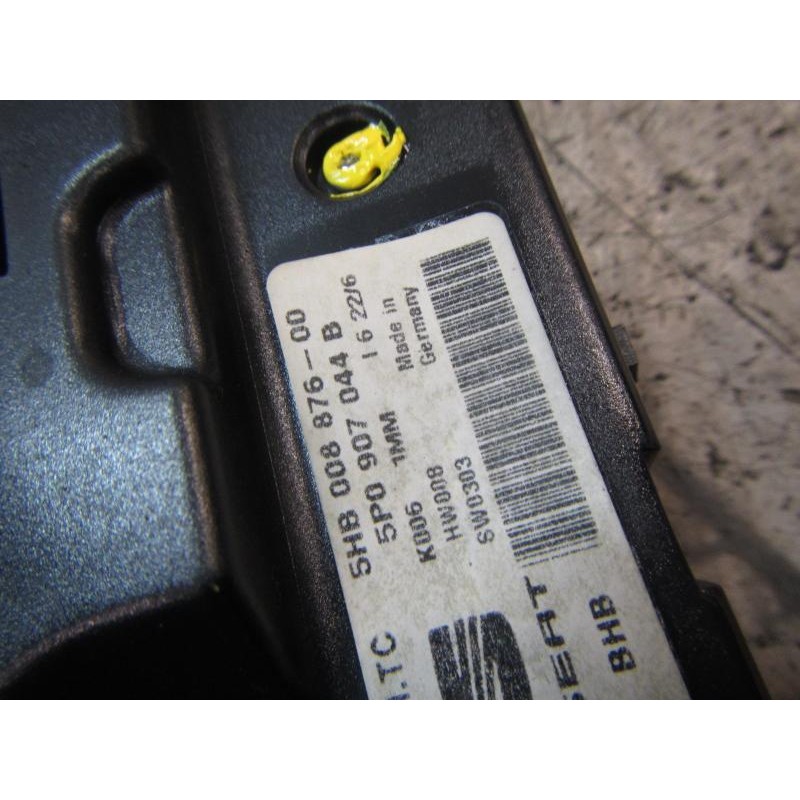 5HB 008 876-00
5P0 907 044 B
K006 1MM I 6 22/6
HW008 Made in
SW0303 Germany
SEAT
BHB